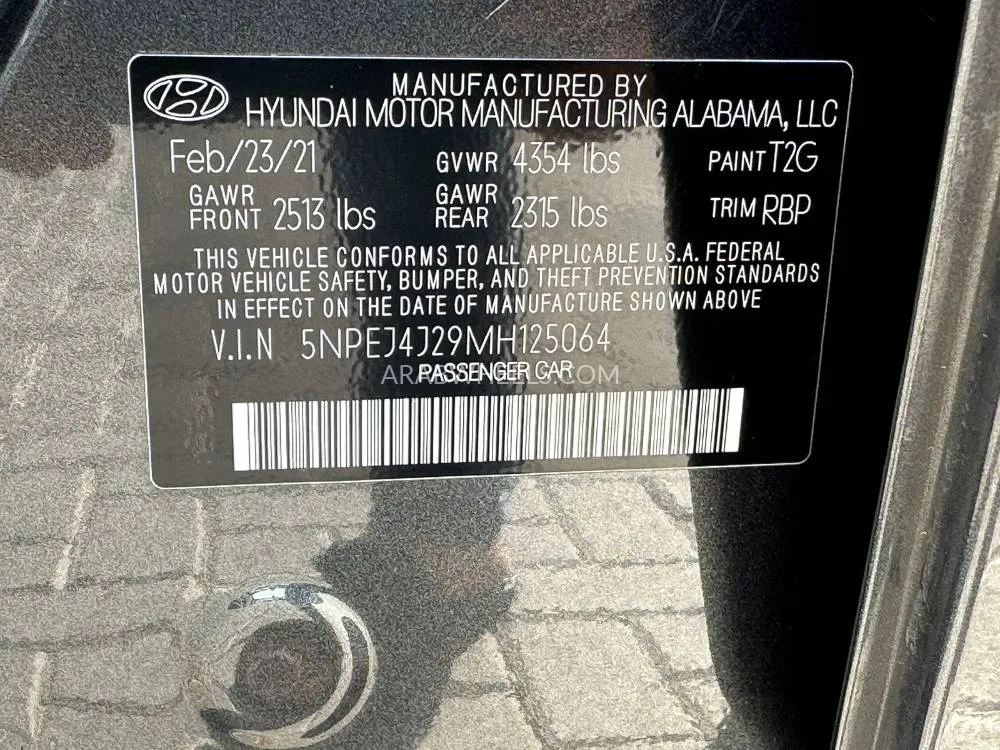 MANUFACTURED BY
HYUNDAI MOTOR MANUFACTURING ALABAMA, LLC
Feb/23/21 GVWR 4354 lbs PAINT T2G
GAWR FRONT 2513 lbs GAWR REAR 2315 lbs TRIM RBP
THIS VEHICLE CONFORMS TO ALL APPLICABLE U.S.A. FEDERAL
MOTOR VEHICLE SAFETY, BUMPER, AND THEFT PREVENTION STANDARDS
IN EFFECT ON THE DATE OF MANUFACTURE SHOWN ABOVE
V.I.N 5NPEJ4J29MH125064
PASSENGER CAR
ARABWHEELS.COM